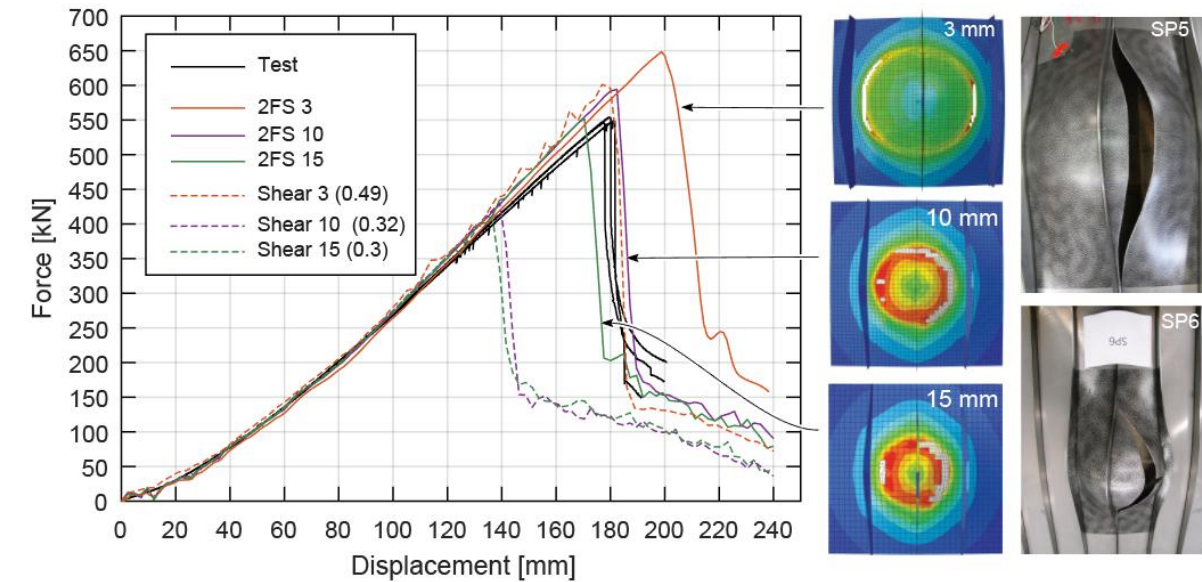 700
650
600
550
500
450
400
350
300
250
200
150
100
50
0
Force [kN]
Test
2FS 3
2FS 10
2FS 15
Shear 3 (0.49)
Shear 10 (0.32)
Shear 15 (0.3)
0 20 40 60 80 100 120 140 160 180 200 220 240
Displacement [mm]
3 mm
10 mm
15 mm
SP5
SP6
SP6